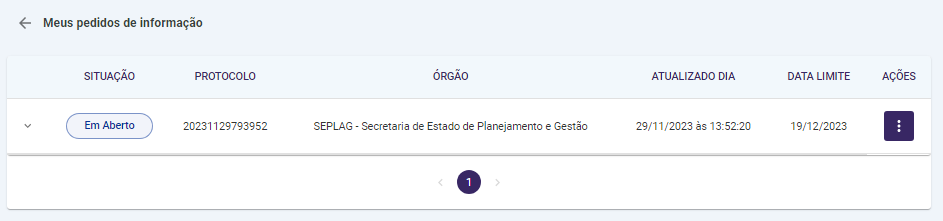 Meus pedidos de informação
SITUAÇÃO PROTOCOLO ÓRGÃO ATUALIZADO DIA DATA LIMITE AÇÕES
Em Aberto 20231129793952 SEPLAG - Secretaria de Estado de Planejamento e Gestão 29/11/2023 às 13:52:20 19/12/2023
1